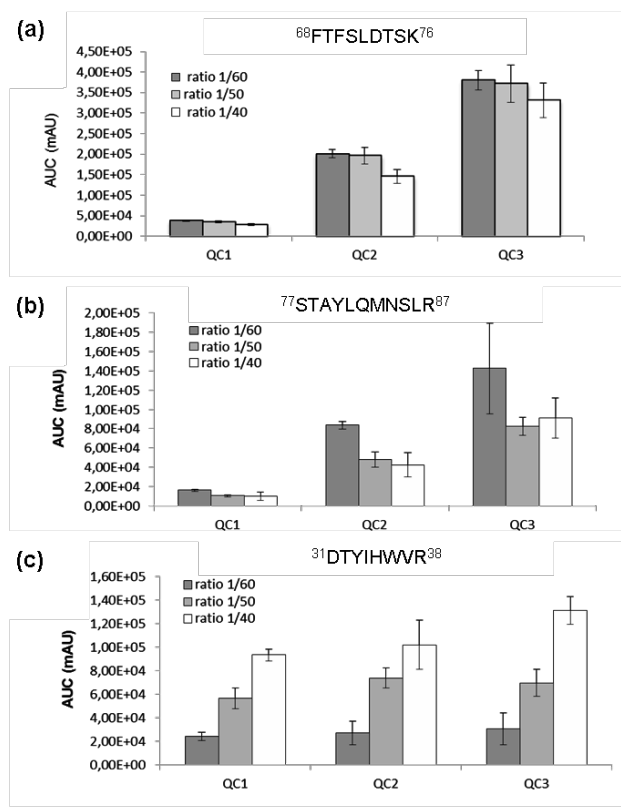 (a)
⁶⁸FTFSLDTSK⁷⁶
AUC (mAU)
4,50E+05
4,00E+05
3,50E+05
3,00E+05
2,50E+05
2,00E+05
1,50E+05
1,00E+05
5,00E+04
0,00E+00
ratio 1/60
ratio 1/50
ratio 1/40
QC1 QC2 QC3
(b)
⁷⁷STAYLQMNSLR⁸⁷
AUC (mAU)
2,00E+05
1,80E+05
1,60E+05
1,40E+05
1,20E+05
1,00E+05
8,00E+04
6,00E+04
4,00E+04
2,00E+04
0,00E+00
ratio 1/60
ratio 1/50
ratio 1/40
QC1 QC2 QC3
(c)
³¹DTYIHWVR³⁸
AUC (mAU)
1,60E+05
1,40E+05
1,20E+05
1,00E+05
8,00E+04
6,00E+04
4,00E+04
2,00E+04
0,00E+00
ratio 1/60
ratio 1/50
ratio 1/40
QC1 QC2 QC3